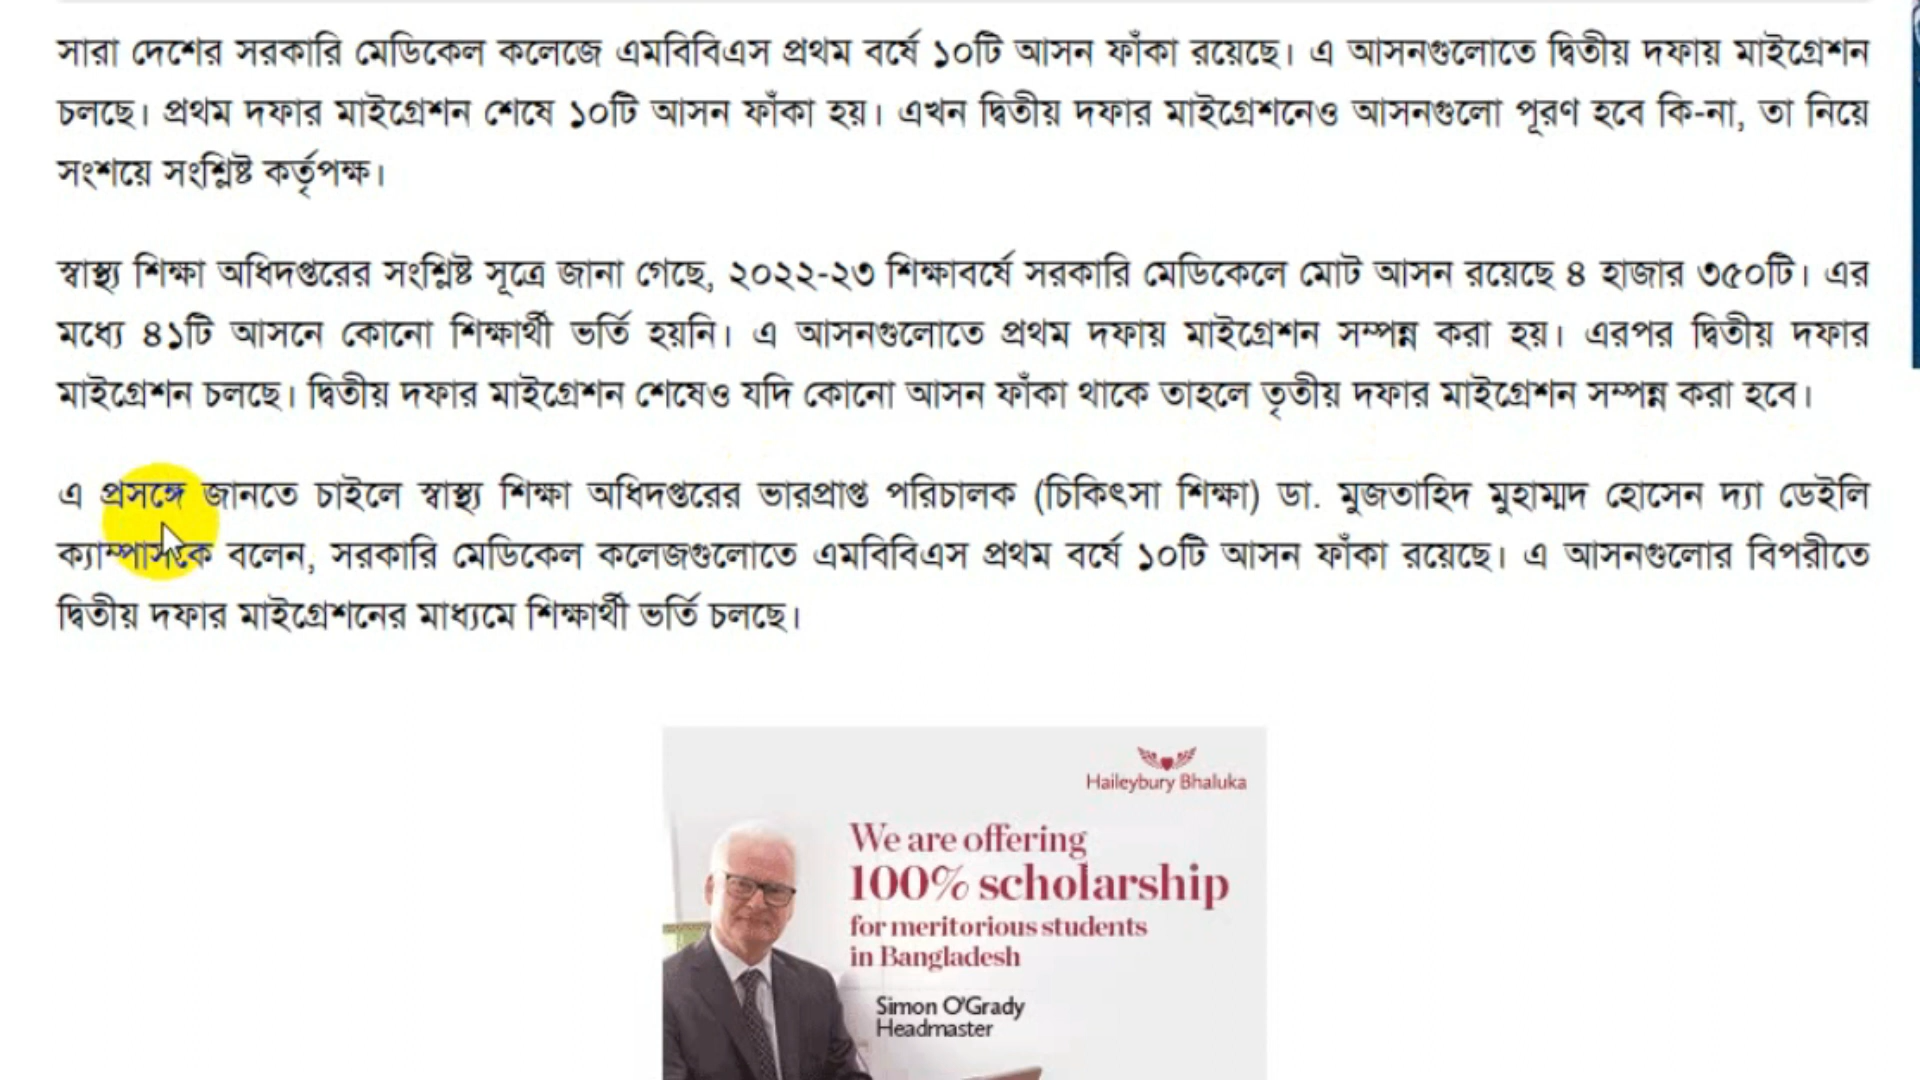 সারা দেশের সরকারি মেডিকেল কলেজে এমবিবিএস প্রথম বর্ষে ১০টি আসন ফাঁকা রয়েছে। এ আসনগুলোতে দ্বিতীয় দফায় মাইগ্রেশন
চলছে। প্রথম দফার মাইগ্রেশন শেষে ১০টি আসন ফাঁকা হয়। এখন দ্বিতীয় দফার মাইগ্রেশনেও আসনগুলো পূরণ হবে কি-না, তা নিয়ে
সংশয়ে সংশ্লিষ্ট কর্তৃপক্ষ।
স্বাস্থ্য শিক্ষা অধিদপ্তরের সংশ্লিষ্ট সূত্রে জানা গেছে, ২০২২-২৩ শিক্ষাবর্ষে সরকারি মেডিকেলে মোট আসন রয়েছে ৪ হাজার ৩৫০টি। এর
মধ্যে ৪১টি আসনে কোনো শিক্ষার্থী ভর্তি হয়নি। এ আসনগুলোতে প্রথম দফায় মাইগ্রেশন সম্পন্ন করা হয়। এরপর দ্বিতীয় দফার
মাইগ্রেশন চলছে। দ্বিতীয় দফার মাইগ্রেশন শেষেও যদি কোনো আসন ফাঁকা থাকে তাহলে তৃতীয় দফার মাইগ্রেশন সম্পন্ন করা হবে।
এ প্রসঙ্গে জানতে চাইলে স্বাস্থ্য শিক্ষা অধিদপ্তরের ভারপ্রাপ্ত পরিচালক (চিকিৎসা শিক্ষা) ডা. মুজতাহিদ মুহাম্মদ হোসেন দ্যা ডেইলি
ক্যাম্পাসকে বলেন, সরকারি মেডিকেল কলেজগুলোতে এমবিবিএস প্রথম বর্ষে ১০টি আসন ফাঁকা রয়েছে। এ আসনগুলোর বিপরীতে
দ্বিতীয় দফার মাইগ্রেশনের মাধ্যমে শিক্ষার্থী ভর্তি চলছে।
Haileybury Bhaluka
We are offering
100% scholarship
for meritorious students
in Bangladesh
Simon O'Grady
Headmaster